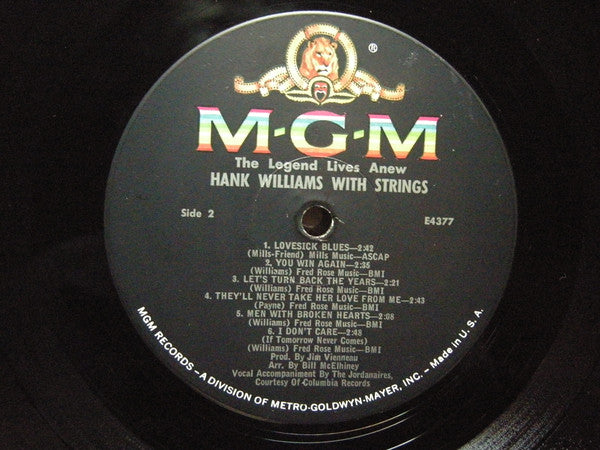 ®
M-G-M
The Legend Lives Anew
HANK WILLIAMS WITH STRINGS
Side 2 E4377
1. LOVESICK BLUES—2:42
(Mills-Friend) Mills Music—ASCAP
2. YOU WIN AGAIN—2:35
(Williams) Fred Rose Music—BMI
3. LET'S TURN BACK THE YEARS—2:21
(Williams) Fred Rose Music—BMI
4. THEY'LL NEVER TAKE HER LOVE FROM ME—2:43
(Payne) Fred Rose Music—BMI
5. MEN WITH BROKEN HEARTS—2:08
(Williams) Fred Rose Music—BMI
6. I DON'T CARE—2:48
(If Tomorrow Never Comes)
(Williams) Fred Rose Music—BMI
Prod. By Jim Vienneau
Arr. By Bill McElhiney
Vocal Accompaniment By The Jordanaires,
Courtesy Of Columbia Records
MGM RECORDS – A DIVISION OF METRO-GOLDWYN-MAYER, INC. – Made in U. S. A.